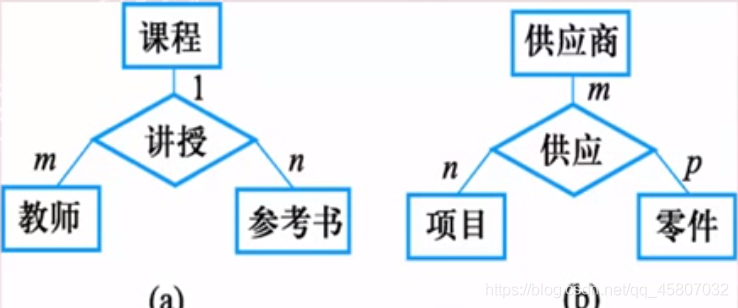 课程
1
讲授
m
n
教师
参考书
(a)
供应商
m
供应
n
p
项目
零件
(b)
https://blog.csdn.net/qq_45807032